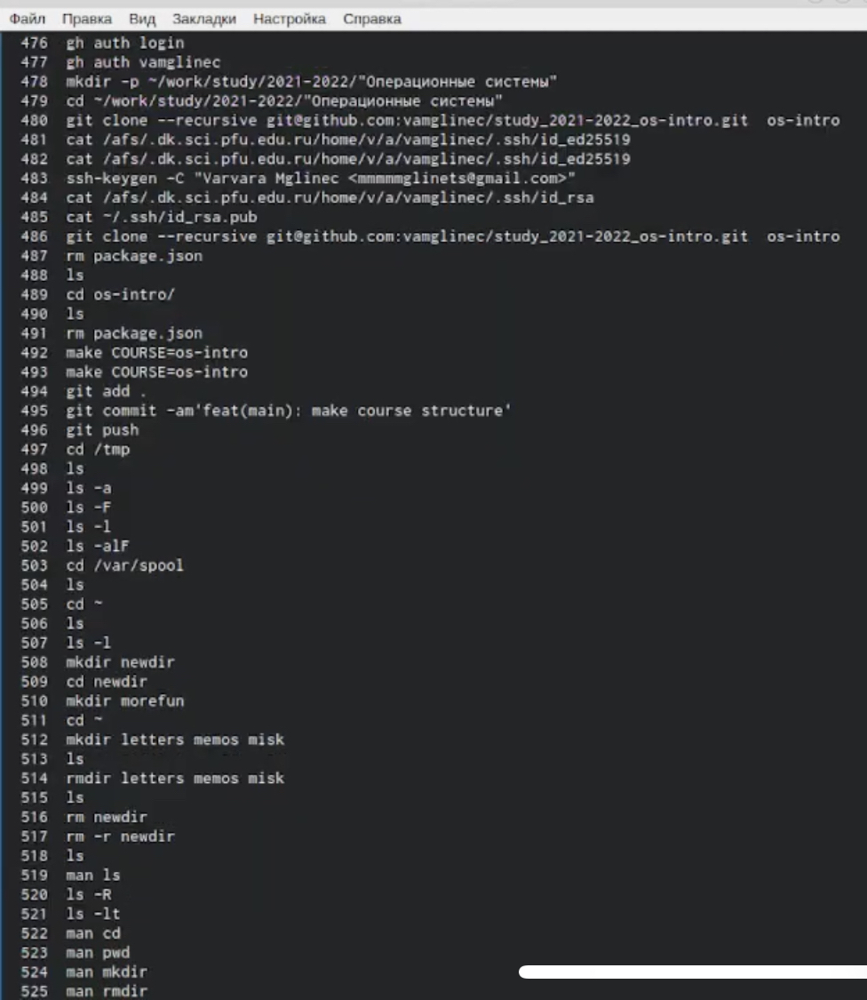 Файл Правка Вид Закладки Настройка Справка
476 gh auth login
477 gh auth vamglinec
478 mkdir -p ~/work/study/2021-2022/"Операционные системы"
479 cd ~/work/study/2021-2022/"Операционные системы"
480 git clone --recursive git@github.com:vamglinec/study_2021-2022_os-intro.git  os-intro
481 cat /afs/.dk.sci.pfu.edu.ru/home/v/a/vamglinec/.ssh/id_ed25519
482 cat /afs/.dk.sci.pfu.edu.ru/home/v/a/vamglinec/.ssh/id_ed25519
483 ssh-keygen -C "Varvara Mglinec <mmmmmglinets@gmail.com>"
484 cat /afs/.dk.sci.pfu.edu.ru/home/v/a/vamglinec/.ssh/id_rsa
485 cat ~/.ssh/id_rsa.pub
486 git clone --recursive git@github.com:vamglinec/study_2021-2022_os-intro.git  os-intro
487 rm package.json
488 ls
489 cd os-intro/
490 ls
491 rm package.json
492 make COURSE=os-intro
493 make COURSE=os-intro
494 git add .
495 git commit -am'feat(main): make course structure'
496 git push
497 cd /tmp
498 ls
499 ls -a
500 ls -F
501 ls -l
502 ls -alF
503 cd /var/spool
504 ls
505 cd ~
506 ls
507 ls -l
508 mkdir newdir
509 cd newdir
510 mkdir morefun
511 cd ~
512 mkdir letters memos misk
513 ls
514 rmdir letters memos misk
515 ls
516 rm newdir
517 rm -r newdir
518 ls
519 man ls
520 ls -R
521 ls -lt
522 man cd
523 man pwd
524 man mkdir
525 man rmdir